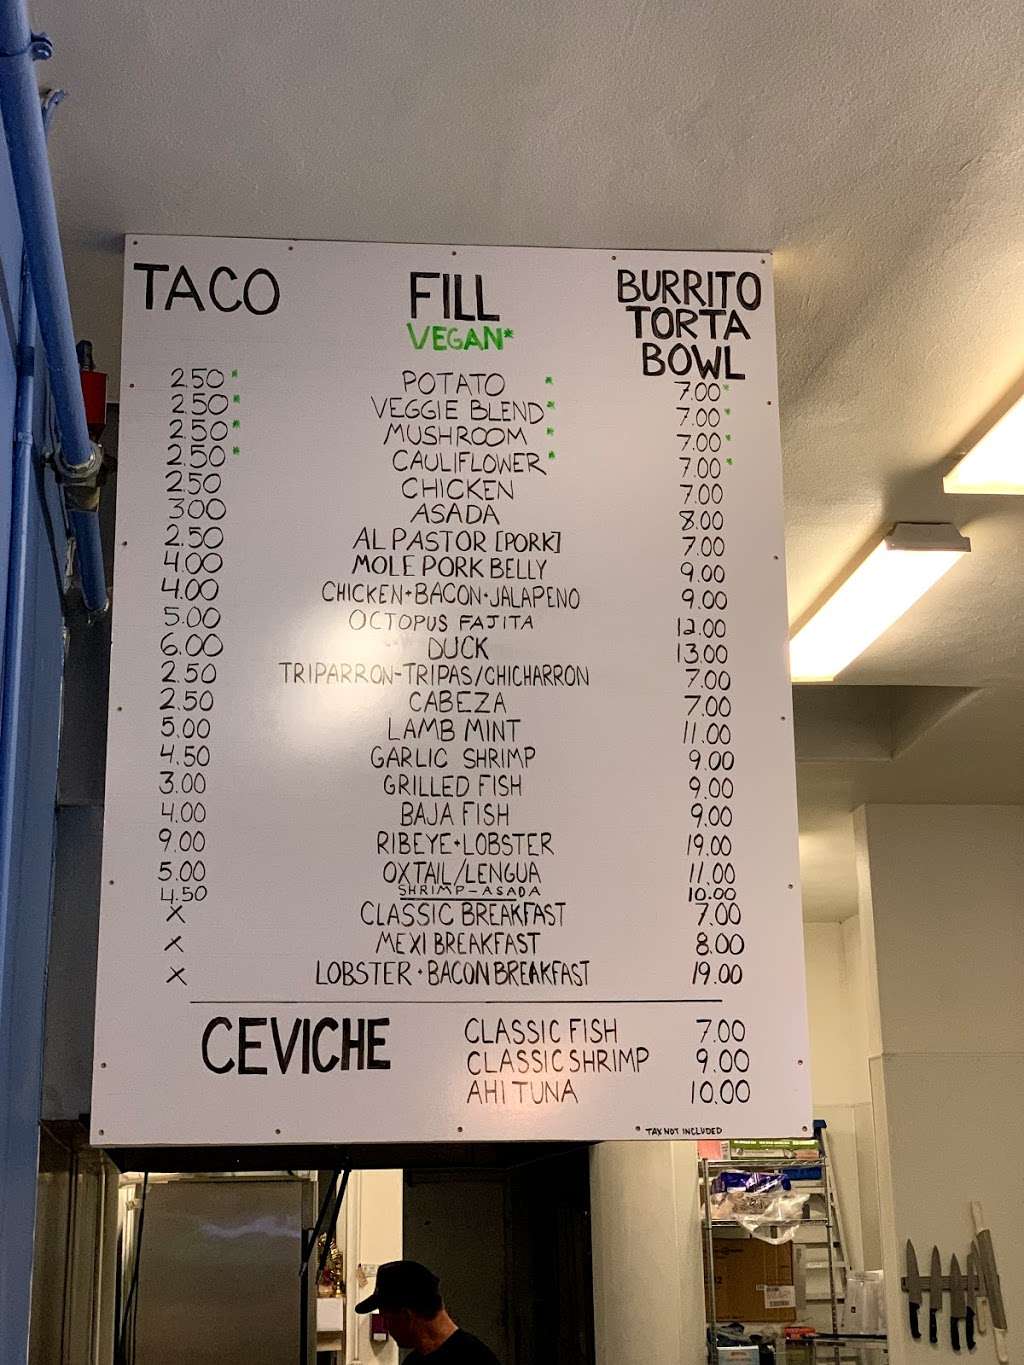 TACO FILL BURRITO
VEGAN* TORTA
BOWL
2.50* POTATO * 7.00*
2.50* VEGGIE BLEND* 7.00*
2.50* MUSHROOM * 7.00*
2.50* CAULIFLOWER* 7.00*
2.50 CHICKEN 7.00
300 ASADA 8.00
2.50 AL PASTOR [PORK] 7.00
4.00 MOLE PORK BELLY 9.00
4.00 CHICKEN+BACON+JALAPENO 9.00
5.00 OCTOPUS FAJITA 12.00
6.00 DUCK 13.00
2.50 TRIPARRON-TRIPAS/CHICHARRON 7.00
2.50 CABEZA 7.00
5.00 LAMB MINT 11.00
4.50 GARLIC SHRIMP 9.00
3.00 GRILLED FISH 9.00
4.00 BAJA FISH 9.00
9.00 RIBEYE+LOBSTER 19.00
5.00 OXTAIL/LENGUA 11.00
4.50 SHRIMP-ASADA 10.00
X CLASSIC BREAKFAST 7.00
X MEXI BREAKFAST 8.00
X LOBSTER + BACON BREAKFAST 19.00
CEVICHE CLASSIC FISH 7.00
CLASSIC SHRIMP 9.00
AHI TUNA 10.00
TAX NOT INCLUDED